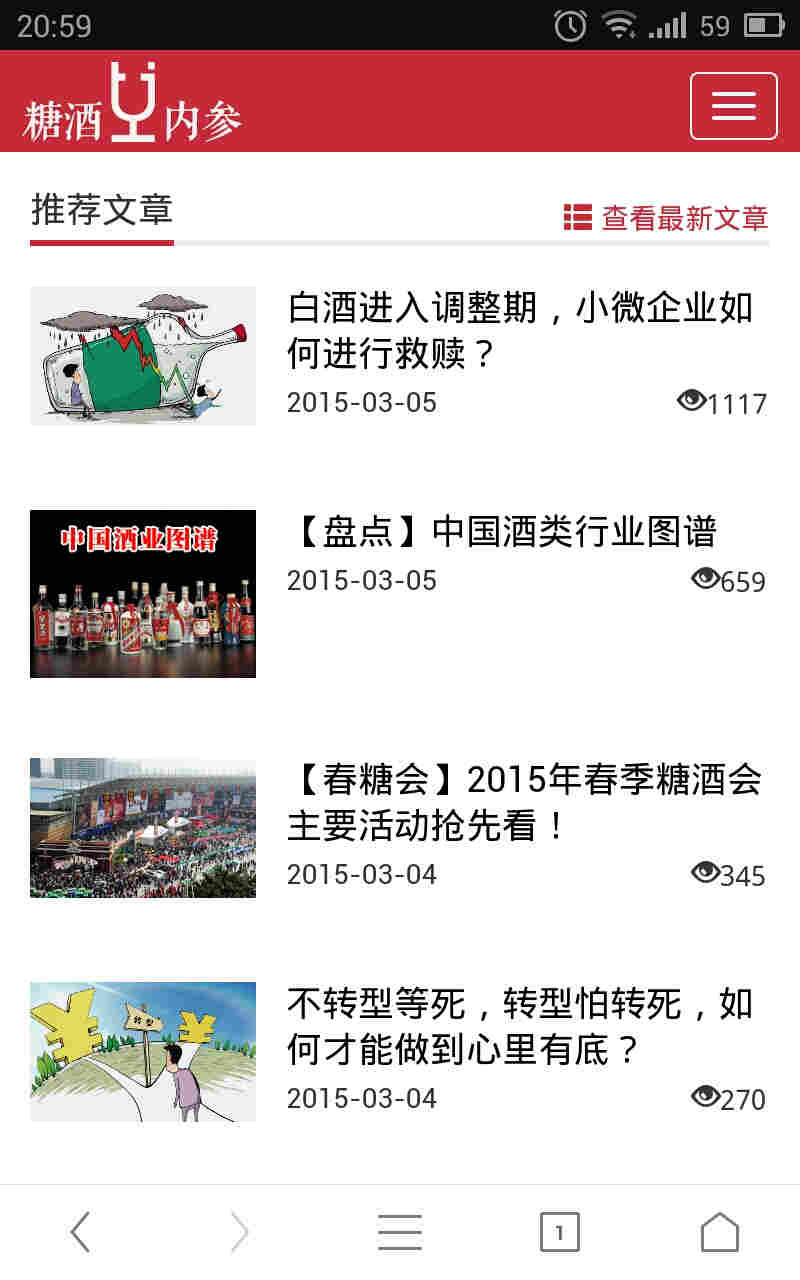 20:59
59
糖酒
内参
推荐文章
查看最新文章
白酒进入调整期，小微企业如
何进行救赎？
2015-03-05
1117
中国酒业图谱
【盘点】中国酒类行业图谱
2015-03-05
659
【春糖会】2015年春季糖酒会
主要活动抢先看！
2015-03-04
345
转型
不转型等死，转型怕转死，如
何才能做到心里有底？
2015-03-04
270
1